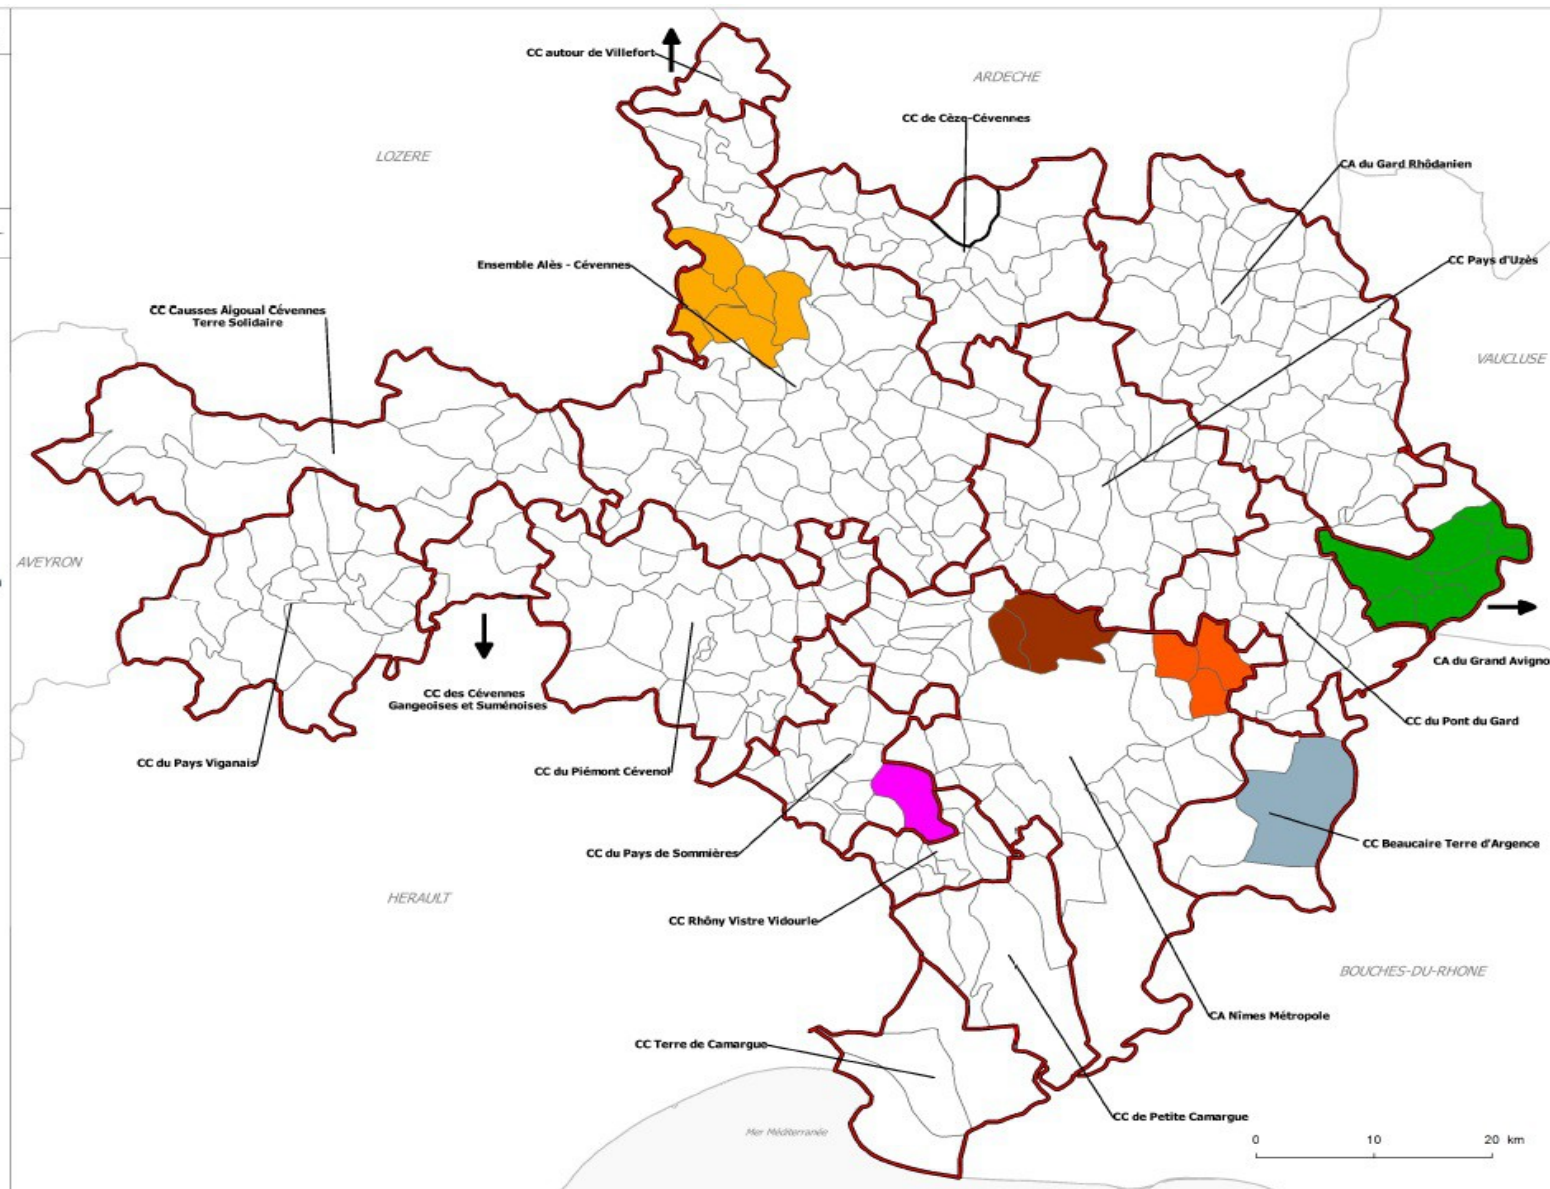 CC autour de Villefort
ARDECHE
CC de Cèze-Cévennes
LOZERE
CA du Gard Rhôdanien
CC Pays d'Uzès
Ensemble Alès - Cévennes
CC Causses Aigoual Cévennes
Terre Solidaire
VAUCLUSE
AVEYRON
CA du Grand Avigno
CC des Cévennes
Gangeoises et Suménoises
CC du Pont du Gard
CC du Pays Viganais
CC du Piémont Cévenol
CC Beaucaire Terre d'Argence
CC du Pays de Sommières
HERAULT
CC Rhôny Vistre Vidourle
BOUCHES-DU-RHONE
CA Nîmes Métropole
CC Terre de Camargue
CC de Petite Camargue
Mer Méditerranée
0 10 20 km